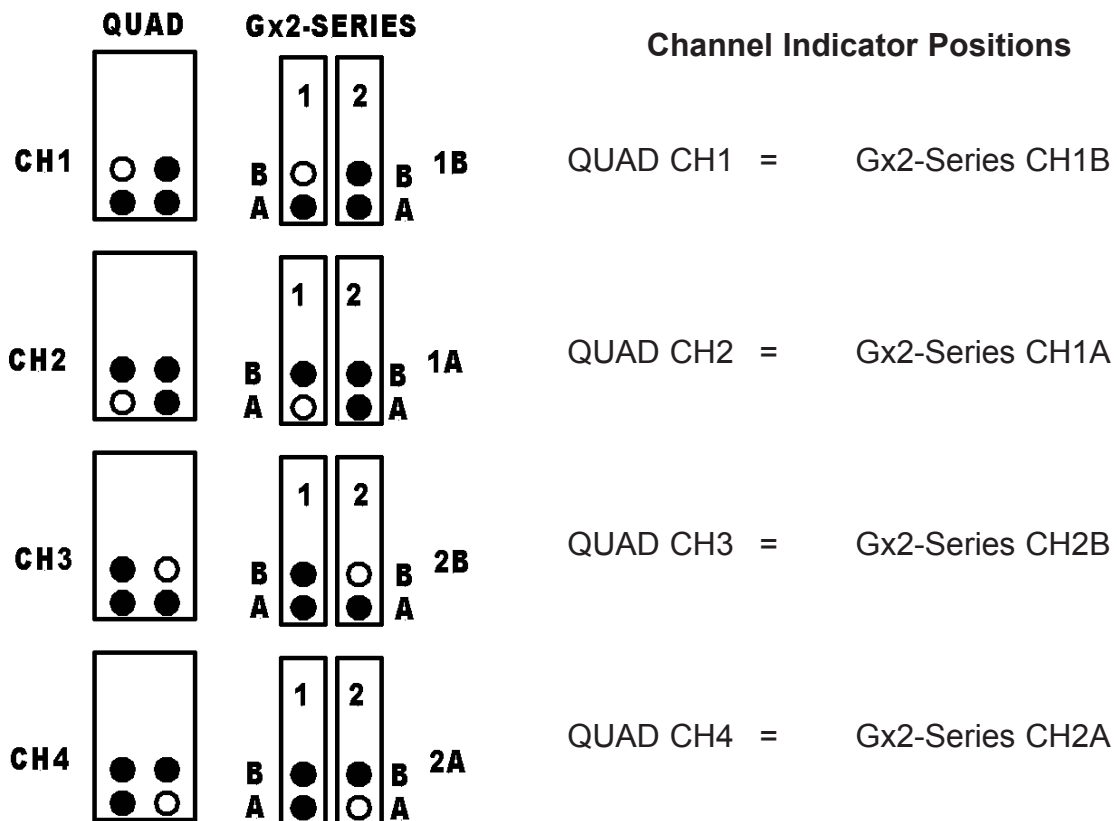 QUAD Gx2-SERIES
Channel Indicator Positions
1 2
CH1 B B 1B QUAD CH1 = Gx2-Series CH1B
A A
1 2
CH2 B B 1A QUAD CH2 = Gx2-Series CH1A
A A
1 2
CH3 B B 2B QUAD CH3 = Gx2-Series CH2B
A A
1 2
CH4 B B 2A QUAD CH4 = Gx2-Series CH2A
A A